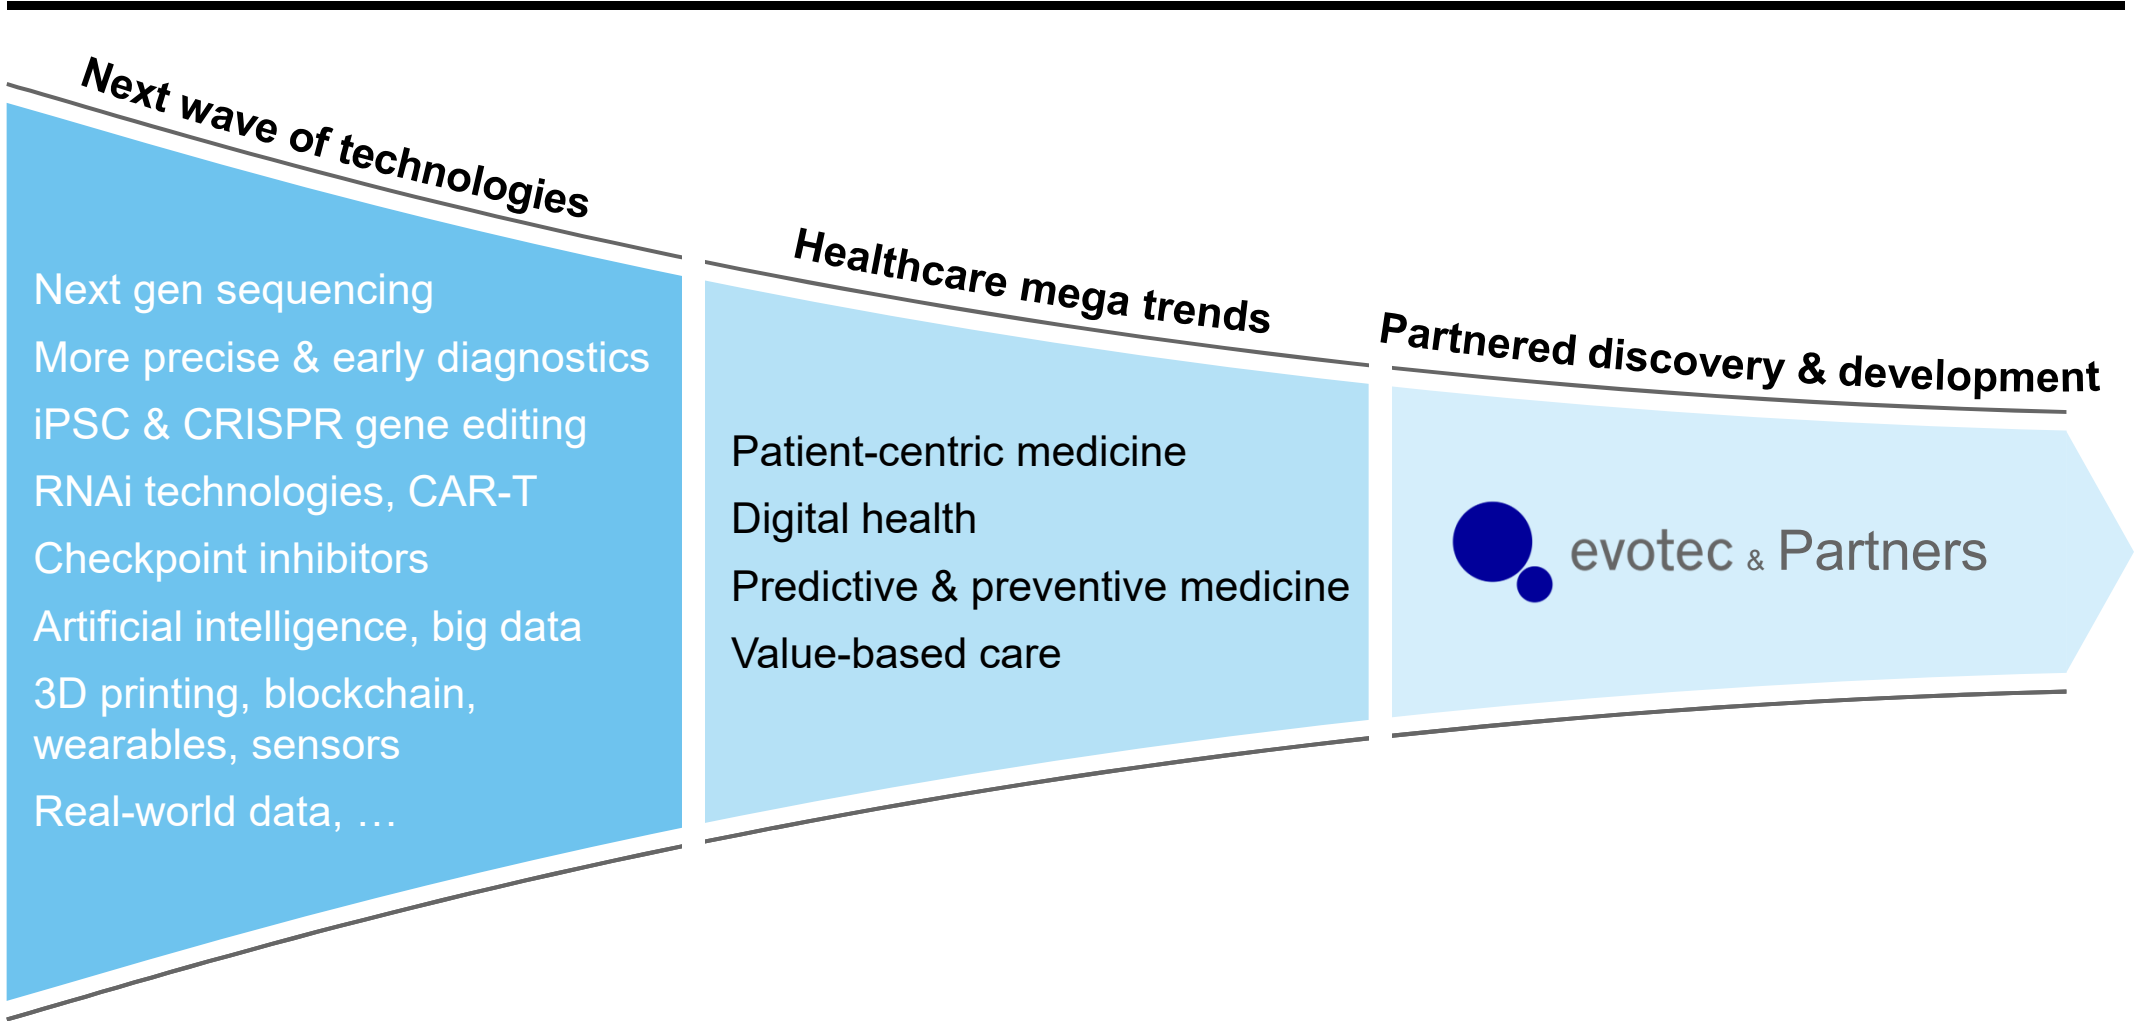 Next wave of technologies
Next gen sequencing
More precise & early diagnostics
iPSC & CRISPR gene editing
RNAi technologies, CAR-T
Checkpoint inhibitors
Artificial intelligence, big data
3D printing, blockchain,
wearables, sensors
Real-world data, …
Healthcare mega trends
Patient-centric medicine
Digital health
Predictive & preventive medicine
Value-based care
Partnered discovery & development
evotec & Partners